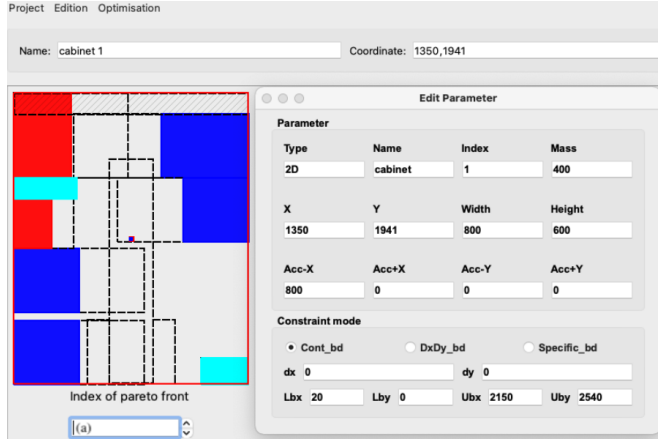 Project Edition Optimisation
Name: cabinet 1 Coordinate: 1350,1941
Edit Parameter
Parameter
Type Name Index Mass
2D cabinet 1 400
X Y Width Height
1350 1941 800 600
Acc-X Acc+X Acc-Y Acc+Y
800 0 0 0
Constraint mode
Cont_bd DxDy_bd Specific_bd
dx 0 dy 0
Lbx 20 Lby 0 Ubx 2150 Uby 2540
Index of pareto front
(a)